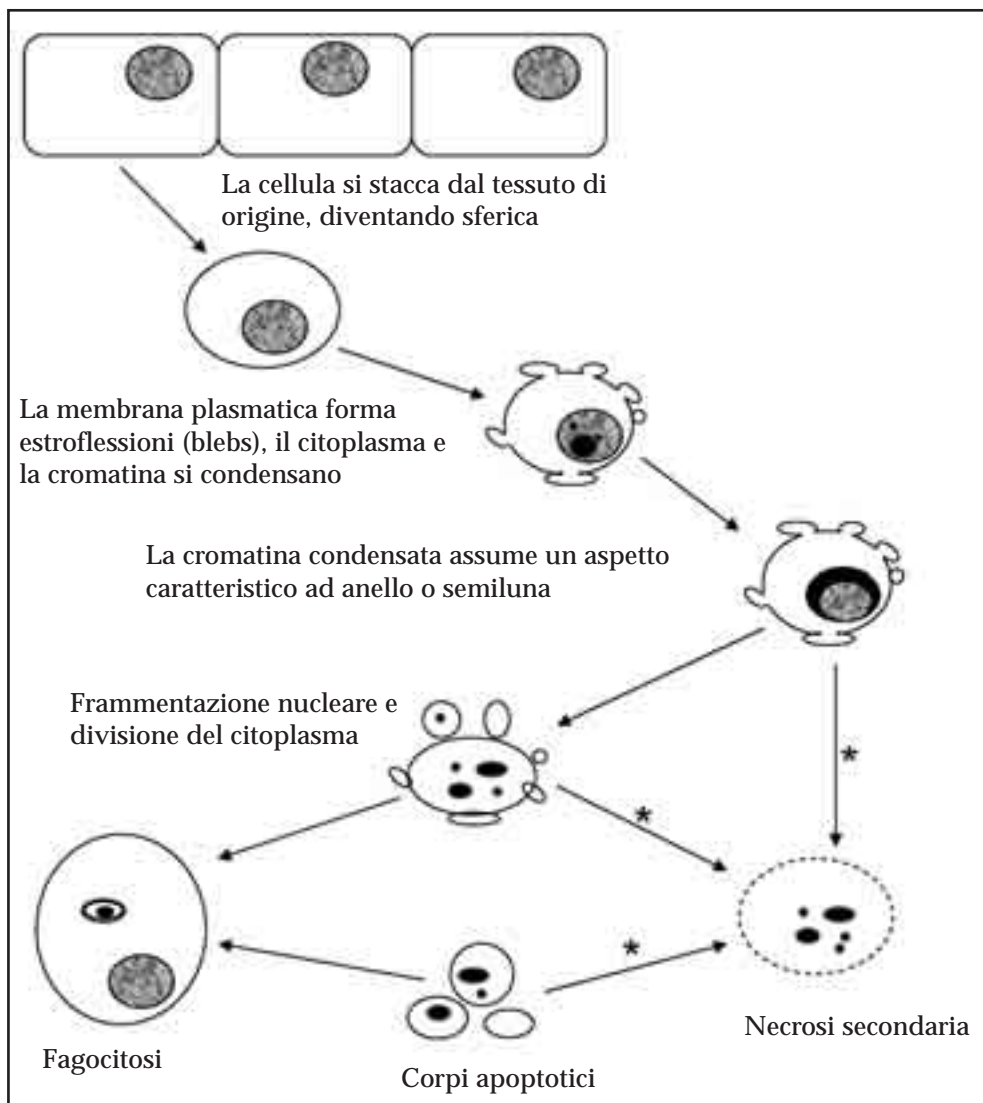 La cellula si stacca dal tessuto di
origine, diventando sferica
La membrana plasmatica forma
estroflessioni (blebs), il citoplasma e
la cromatina si condensano
La cromatina condensata assume un aspetto
caratteristico ad anello o semiluna
Frammentazione nucleare e
divisione del citoplasma
*
*
*
Fagocitosi
Corpi apoptotici
Necrosi secondaria